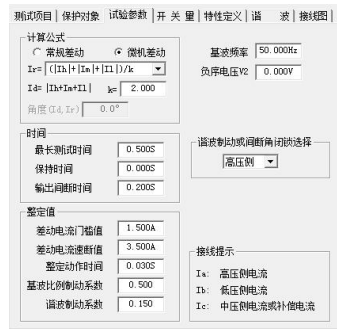 测试项目 保护对象 试验参数 开关量 特性定义 谐波 接线图
计算公式
常规差动 微机差动
Ir= (|Ih|+|Im|+|Il|)/k
Id= |Ih+Im+Il| k= 2.000
角度(Id,Ir) 0.0°
基波频率 50.000Hz
负序电压V2 0.000V
时间
最长测试时间 0.500S
保持时间 0.000S
输出间断时间 0.200S
谐波制动或间断角闭锁选择
高压侧
整定值
差动电流门槛值 1.500A
差动电流速断值 3.500A
整定动作时间 0.030S
基波比例制动系数 0.500
谐波制动系数 0.150
接线提示
Ia: 高压侧电流
Ib: 低压侧电流
Ic: 中压侧电流或补偿电流